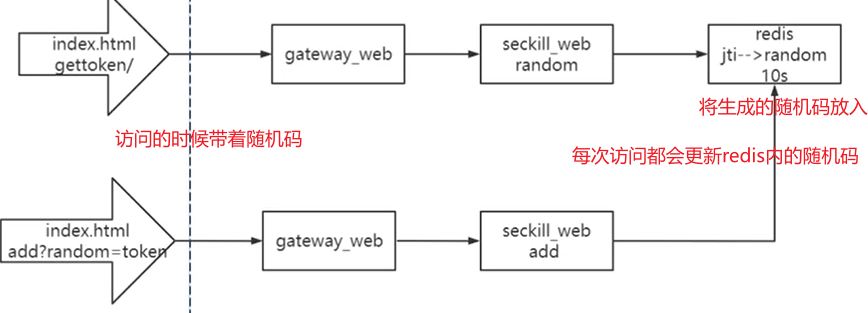 index.html
gettoken/
gateway_web
seckill_web
random
redis
jti-->random
10s
将生成的随机码放入
访问的时候带着随机码
每次访问都会更新redis内的随机码
index.html
add?random=token
gateway_web
seckill_web
add